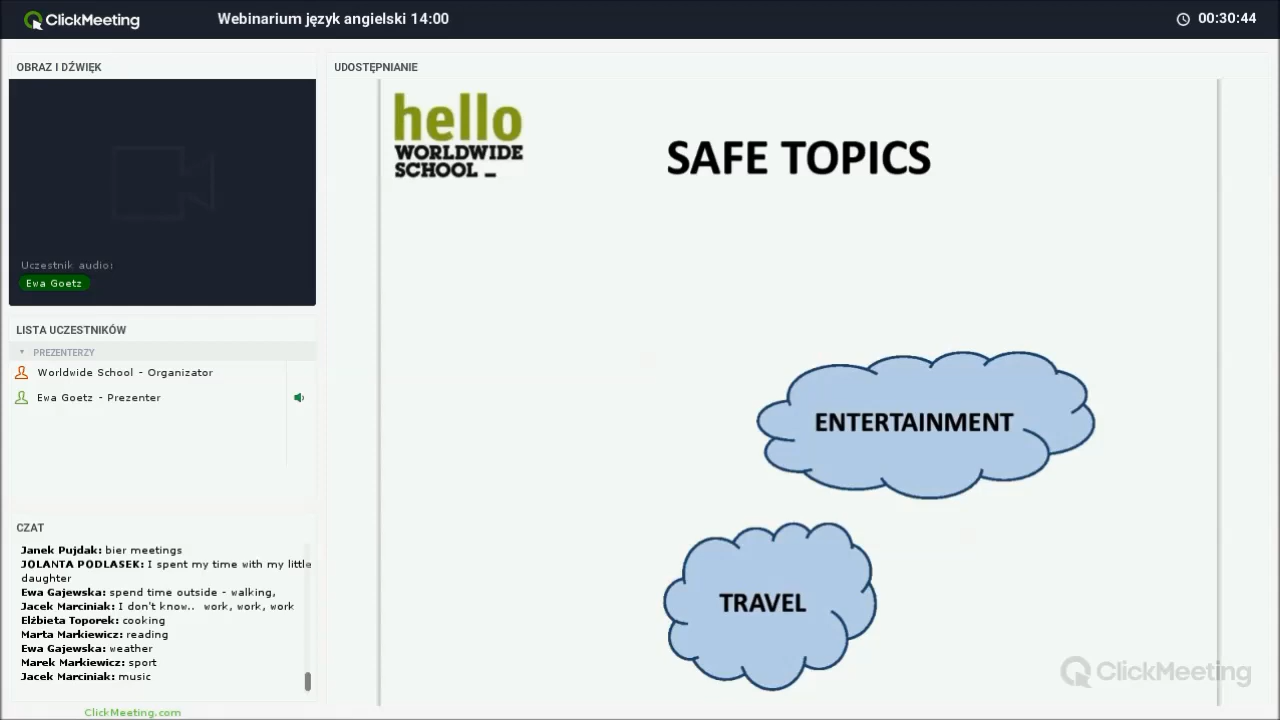 ClickMeeting
Webinarium język angielski 14:00
00:30:44
OBRAZ I DŹWIĘK
Uczestnik audio:
Ewa Goetz
LISTA UCZESTNIKÓW
PREZENTERZY
Worldwide School - Organizator
Ewa Goetz - Prezenter
CZAT
Janek Pujdak: bier meetings
JOLANTA PODLASEK: I spent my time with my little
daughter
Ewa Gajewska: spend time outside - walking,
Jacek Marciniak: I don't know.. work, work, work
Elżbieta Toporek: cooking
Marta Markiewicz: reading
Ewa Gajewska: weather
Marek Markiewicz: sport
Jacek Marciniak: music
ClickMeeting.com
UDOSTĘPNIANIE
hello
WORLDWIDE
SCHOOL _
SAFE TOPICS
ENTERTAINMENT
TRAVEL
ClickMeeting